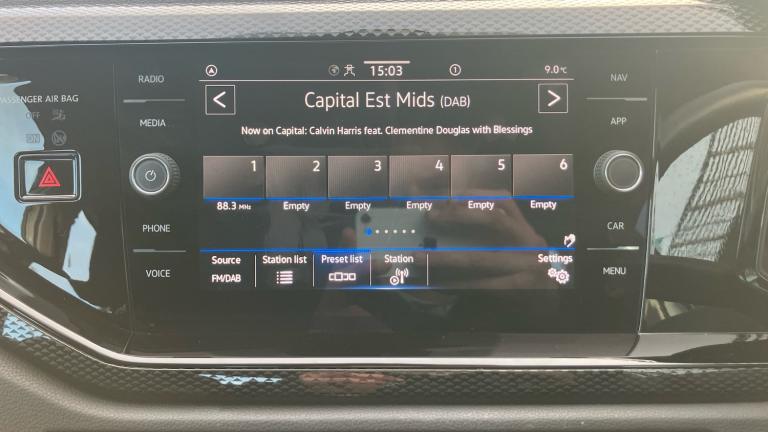 RADIO
MEDIA
PHONE
VOICE
PASSENGER AIR BAG
OFF
ON
15:03
1
9.0°C
Capital Est Mids (DAB)
Now on Capital: Calvin Harris feat. Clementine Douglas with Blessings
1 2 3 4 5 6
88.3 MHz Empty Empty Empty Empty Empty
Source Station list Preset list Station Settings
FM/DAB
NAV
APP
CAR
MENU